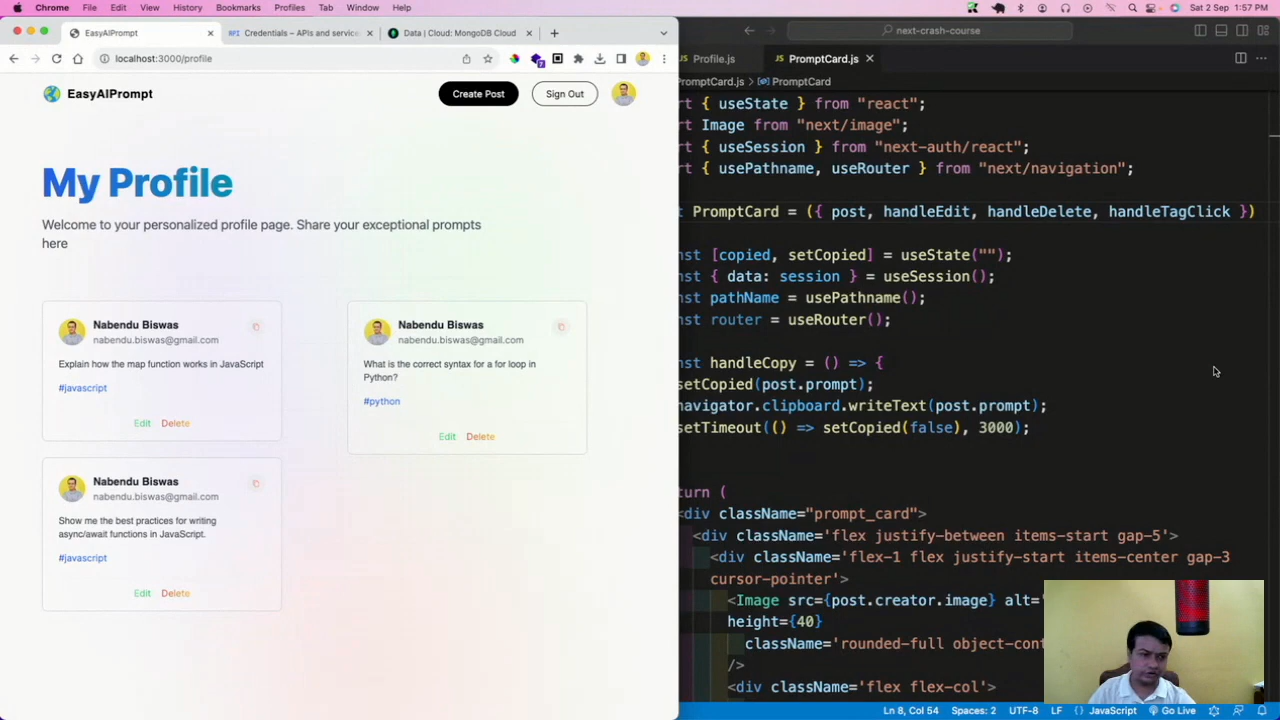 Chrome File Edit View History Bookmarks Profiles Tab Window Help
Sat 2 Sep 1:57 PM
EasyAIPrompt
Credentials – APIs and service
Data | Cloud: MongoDB Cloud
localhost:3000/profile
EasyAIPrompt
Create Post
Sign Out
My Profile
Welcome to your personalized profile page. Share your exceptional prompts
here
Nabendu Biswas
nabendu.biswas@gmail.com
Explain how the map function works in JavaScript
#javascript
Edit Delete
Nabendu Biswas
nabendu.biswas@gmail.com
What is the correct syntax for a for loop in
Python?
#python
Edit Delete
Nabendu Biswas
nabendu.biswas@gmail.com
Show me the best practices for writing
async/await functions in JavaScript.
#javascript
Edit Delete
next-crash-course
JS Profile.js
JS PromptCard.js
PromptCard.js > PromptCard
rt { useState } from "react";
rt Image from "next/image";
rt { useSession } from "next-auth/react";
rt { usePathname, useRouter } from "next/navigation";
t PromptCard = ({ post, handleEdit, handleDelete, handleTagClick })
nst [copied, setCopied] = useState("");
nst { data: session } = useSession();
nst pathName = usePathname();
nst router = useRouter();
nst handleCopy = () => {
setCopied(post.prompt);
navigator.clipboard.writeText(post.prompt);
setTimeout(() => setCopied(false), 3000);
turn (
<div className="prompt_card">
<div className='flex justify-between items-start gap-5'>
<div className='flex-1 flex justify-start items-center gap-3
cursor-pointer'>
<Image src={post.creator.image} alt='
height={40}
className='rounded-full object-cont
/>
<div className='flex flex-col'>
Ln 8, Col 54 Spaces: 2 UTF-8 LF {} JavaScript Go Live